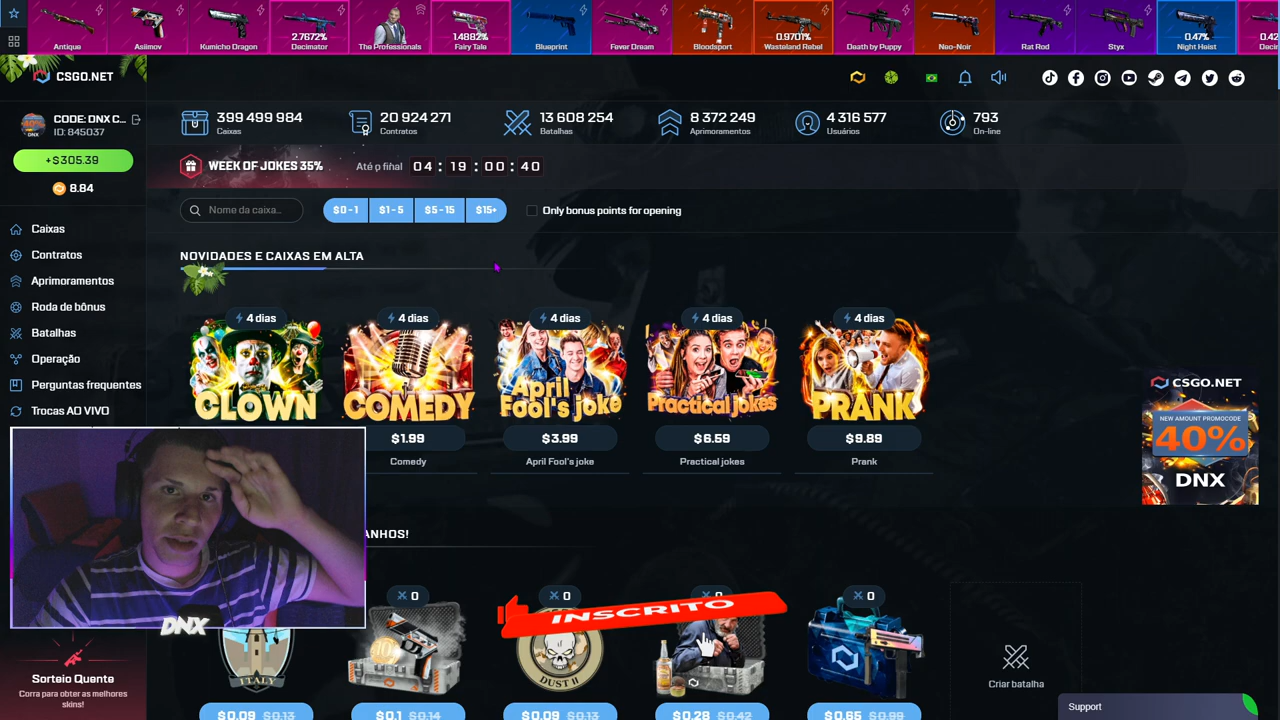 Antique
Asiimov
Kumicho Dragon
2.7672%
Decimator
The Professionals
1.4882%
Fairy Tale
Blueprint
Fever Dream
Bloodsport
0.9701%
Wasteland Rebel
Death by Puppy
Neo-Noir
Rat Rod
Styx
0.47%
Night Heist
CSGO.NET
CODE: DNX C...
ID: 845037
+$305.39
8.84
399 499 984
Caixas
20 924 271
Contratos
13 608 254
Batalhas
8 372 249
Aprimoramentos
4 316 577
Usuários
793
On-line
WEEK OF JOKES 35%
Até o final
04 : 19 : 00 : 40
Nome da caixa...
$0 - 1
$1 - 5
$5 - 15
$15+
Only bonus points for opening
Caixas
Contratos
Aprimoramentos
Roda de bônus
Batalhas
Operação
Perguntas frequentes
Trocas AO VIVO
NOVIDADES E CAIXAS EM ALTA
4 dias
4 dias
4 dias
4 dias
4 dias
CLOWN
COMEDY
April Fool's joke
Practical jokes
PRANK
$1.99
$3.99
$6.59
$9.89
Comedy
April Fool's joke
Practical jokes
Prank
CSGO.NET
NEW AMOUNT PROMOCODE
40%
DNX
ANHOS!
0
0
0
0
INSCRITO
DNX
ITALY
DUST II
Criar batalha
Sorteio Quente
Corra para obter as melhores
skins!
$0.09 $0.13
$0.1 $0.14
$0.09 $0.13
$0.28 $0.42
$0.65 $0.99
Support